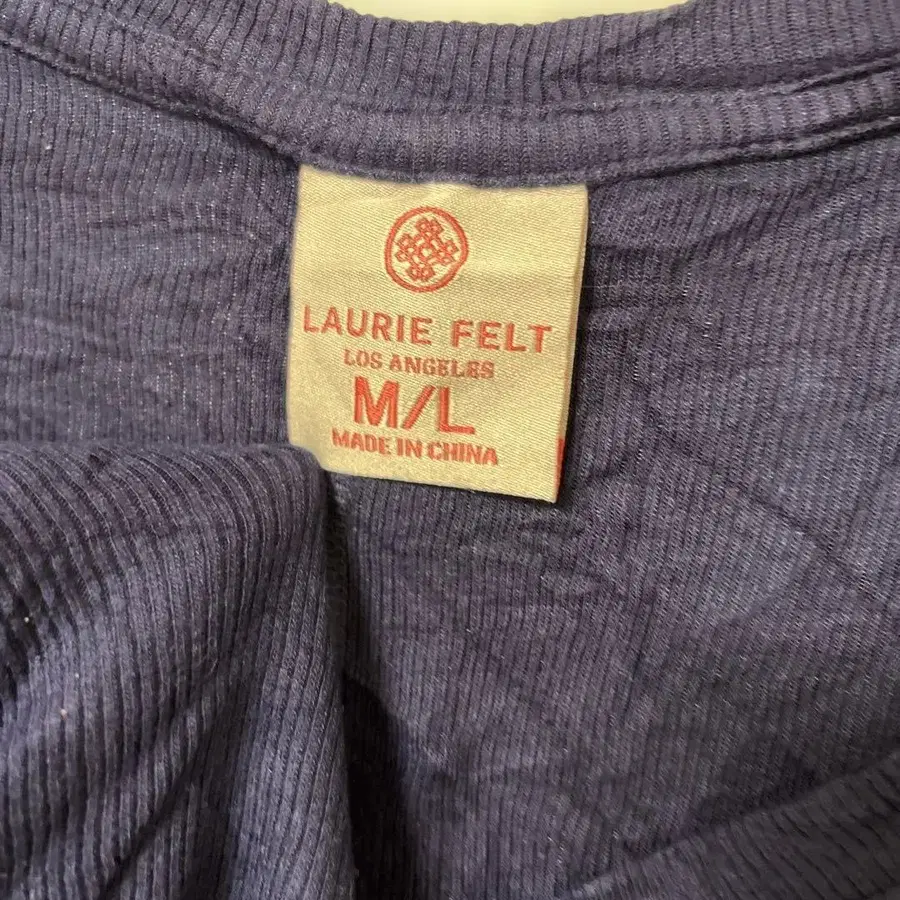 LAURIE FELT
LOS ANGELES
M/L
MADE IN CHINA